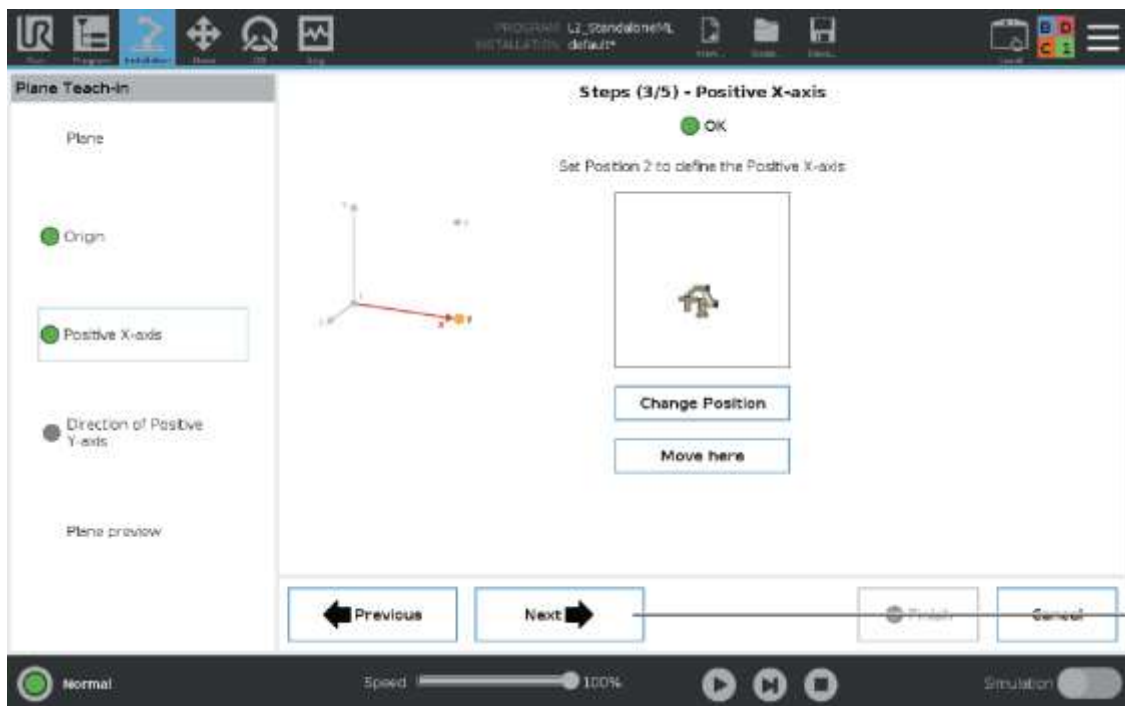 UR
PROGRAM L2_StandaloneML
INSTALLATION default*
Plane Teach-in
Steps (3/5) - Positive X-axis
OK
Plane
Set Position 2 to define the Positive X-axis
Origin
X
Positive X-axis
Change Position
Direction of Positive
Y-axis
Move here
Plane preview
Previous
Next
Finish
Cancel
Normal
Speed
100%
Simulation